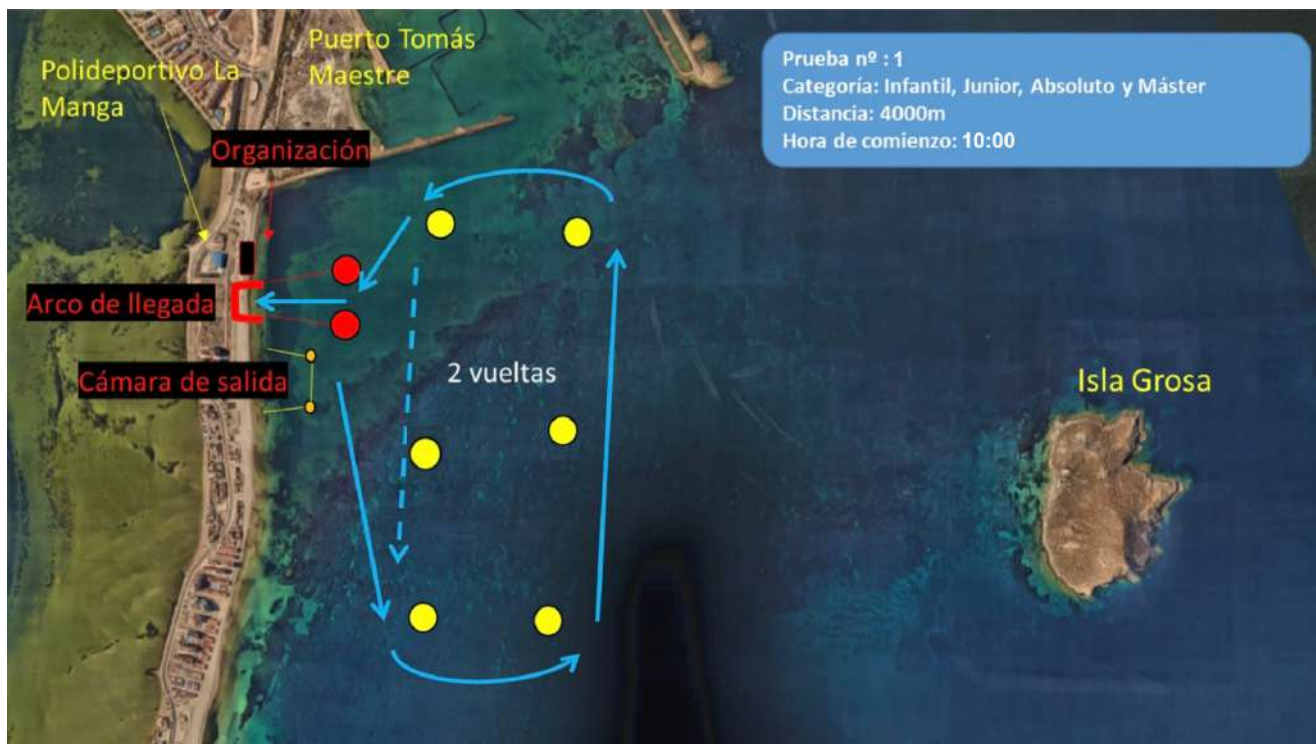 Puerto Tomás
Maestre
Polideportivo La
Manga
Organización
Arco de llegada
Cámara de salida
2 vueltas
Isla Grosa
Prueba nº : 1
Categoría: Infantil, Junior, Absoluto y Máster
Distancia: 4000m
Hora de comienzo: 10:00